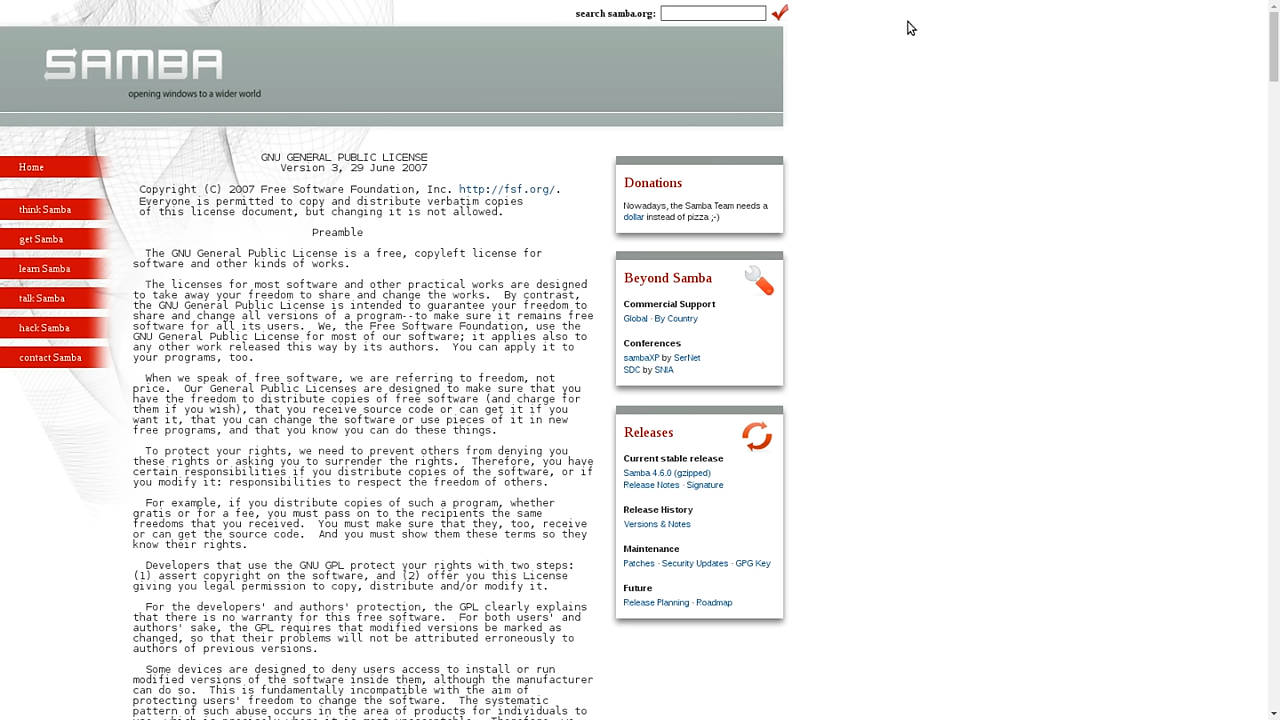 search samba.org:
SAMBA
opening windows to a wider world
Home
think Samba
get Samba
learn Samba
talk Samba
hack Samba
contact Samba
GNU GENERAL PUBLIC LICENSE
Version 3, 29 June 2007
Copyright (C) 2007 Free Software Foundation, Inc. http://fsf.org/.
Everyone is permitted to copy and distribute verbatim copies
of this license document, but changing it is not allowed.
Preamble
The GNU General Public License is a free, copyleft license for
software and other kinds of works.
The licenses for most software and other practical works are designed
to take away your freedom to share and change the works. By contrast,
the GNU General Public License is intended to guarantee your freedom to
share and change all versions of a program--to make sure it remains free
software for all its users. We, the Free Software Foundation, use the
GNU General Public License for most of our software; it applies also to
any other work released this way by its authors. You can apply it to
your programs, too.
When we speak of free software, we are referring to freedom, not
price. Our General Public Licenses are designed to make sure that you
have the freedom to distribute copies of free software (and charge for
them if you wish), that you receive source code or can get it if you
want it, that you can change the software or use pieces of it in new
free programs, and that you know you can do these things.
To protect your rights, we need to prevent others from denying you
these rights or asking you to surrender the rights. Therefore, you have
certain responsibilities if you distribute copies of the software, or if
you modify it: responsibilities to respect the freedom of others.
For example, if you distribute copies of such a program, whether
gratis or for a fee, you must pass on to the recipients the same
freedoms that you received. You must make sure that they, too, receive
or can get the source code. And you must show them these terms so they
know their rights.
Developers that use the GNU GPL protect your rights with two steps:
(1) assert copyright on the software, and (2) offer you this License
giving you legal permission to copy, distribute and/or modify it.
For the developers' and authors' protection, the GPL clearly explains
that there is no warranty for this free software. For both users' and
authors' sake, the GPL requires that modified versions be marked as
changed, so that their problems will not be attributed erroneously to
authors of previous versions.
Some devices are designed to deny users access to install or run
modified versions of the software inside them, although the manufacturer
can do so. This is fundamentally incompatible with the aim of
protecting users' freedom to change the software. The systematic
pattern of such abuse occurs in the area of products for individuals to
Donations
Nowadays, the Samba Team needs a
dollar instead of pizza ;-)
Beyond Samba
Commercial Support
Global · By Country
Conferences
sambaXP by SerNet
SDC by SNIA
Releases
Current stable release
Samba 4.6.0 (gzipped)
Release Notes · Signature
Release History
Versions & Notes
Maintenance
Patches · Security Updates · GPG Key
Future
Release Planning · Roadmap